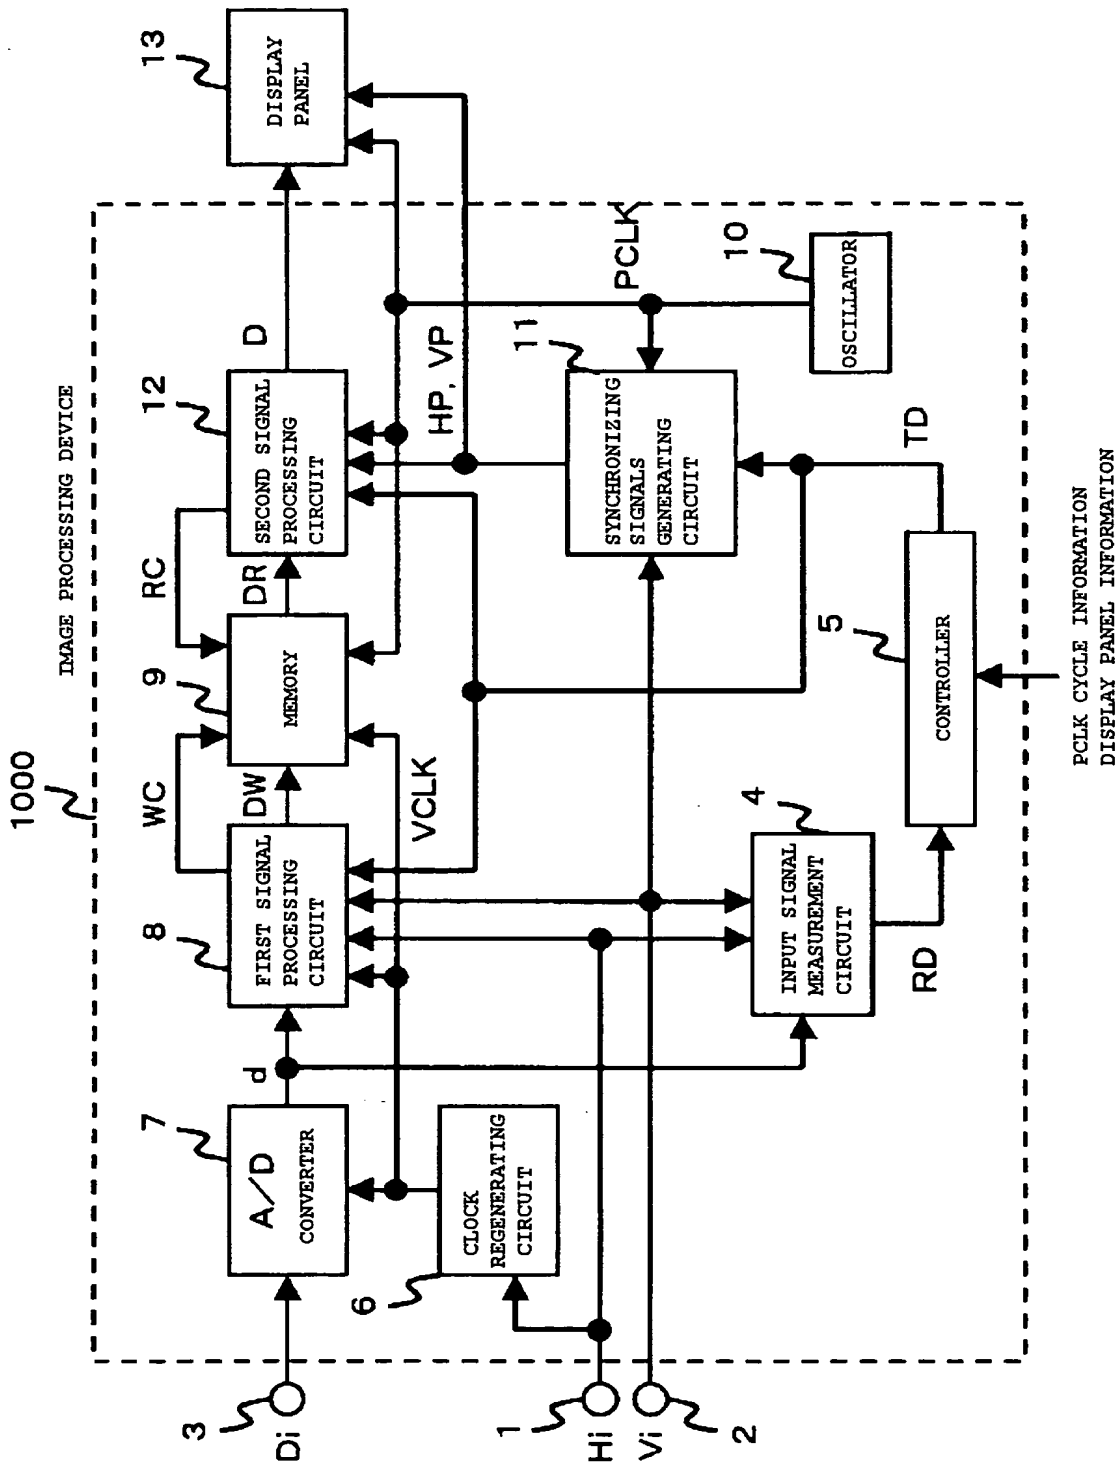 IMAGE PROCESSING DEVICE
1000
3
Di
7
A/D
CONVERTER
d
8
FIRST SIGNAL
PROCESSING
CIRCUIT
WC
DW
9
MEMORY
RC
DR
12
SECOND SIGNAL
PROCESSING
CIRCUIT
D
13
DISPLAY
PANEL
6
CLOCK
REGENERATING
CIRCUIT
VCLK
HP, VP
1
Hi
Vi
2
11
SYNCHRONIZING
SIGNALS
GENERATING
CIRCUIT
PCLK
4
INPUT SIGNAL
MEASUREMENT
CIRCUIT
RD
5
CONTROLLER
TD
10
OSCILLATOR
PCLK CYCLE INFORMATION
DISPLAY PANEL INFORMATION